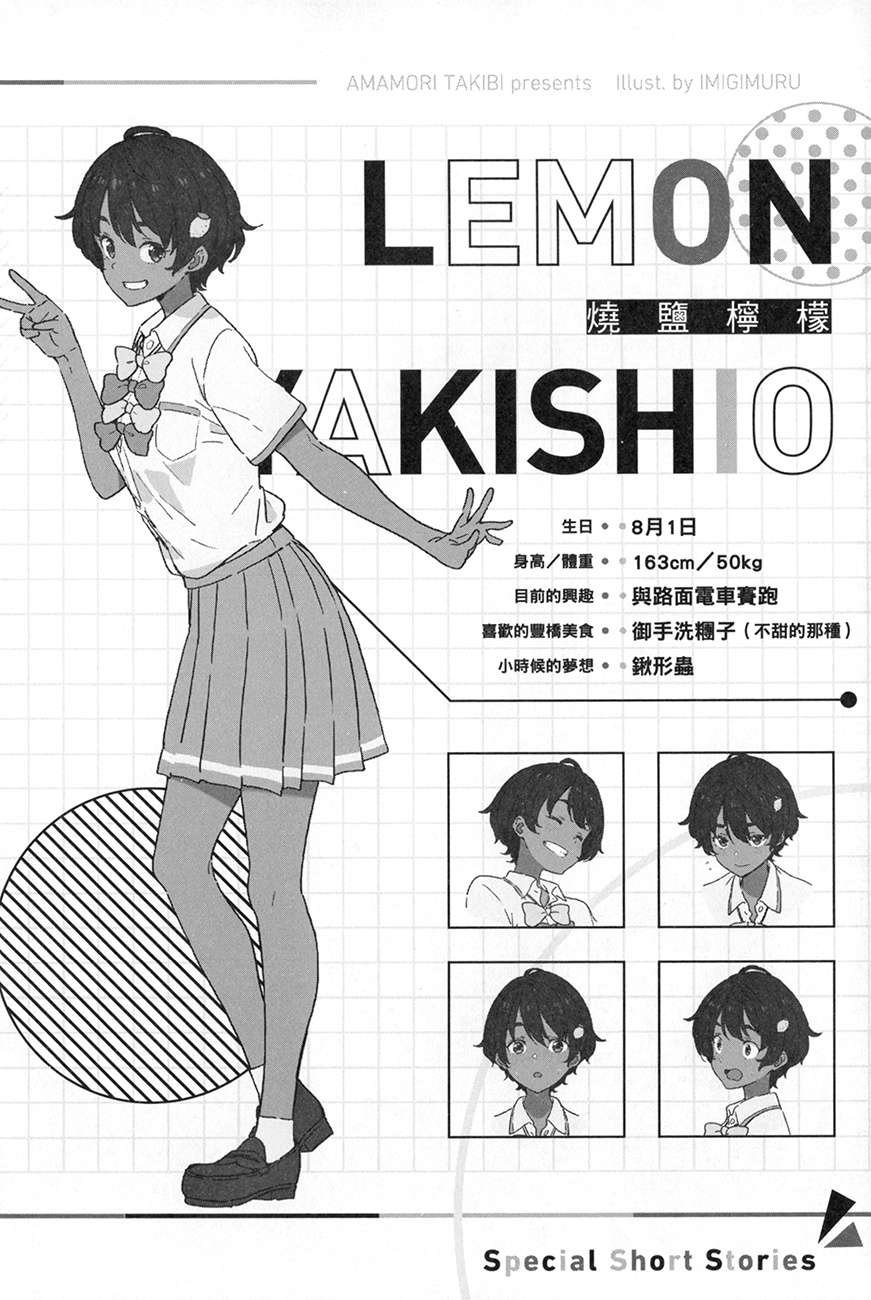 AMAMORI TAKIBI presents Illust. by IMIGIMURU
LEMON
燒鹽檸檬
YAKISHIO
生日 8月1日
身高／體重 163cm／50kg
目前的興趣 與路面電車賽跑
喜歡的豐橋美食 御手洗糰子（不甜的那種）
小時候的夢想 鍬形蟲
Special Short Stories